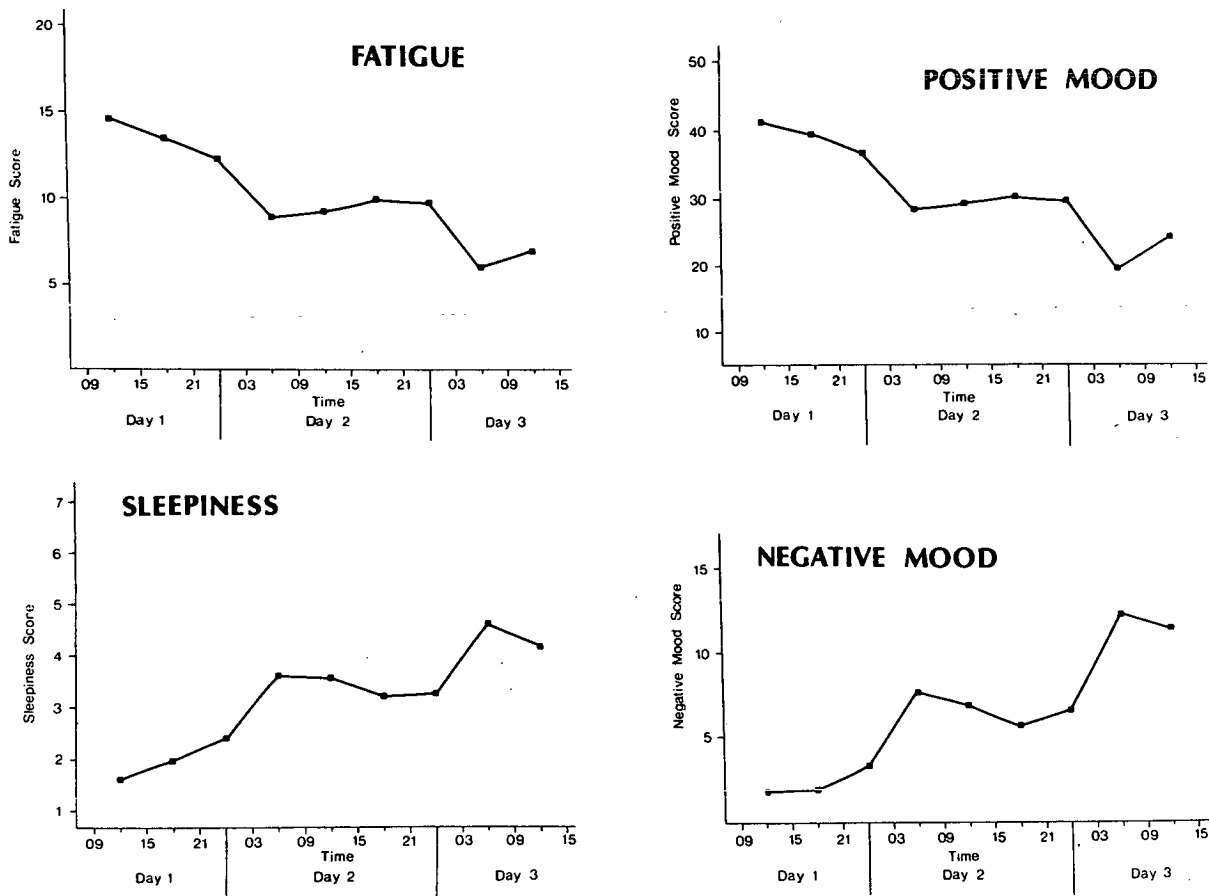 FATIGUE
20
15
10
5
Fatigue Score
09 15 21 03 09 15 21 03 09 15
Time
Day 1 Day 2 Day 3
POSITIVE MOOD
50
40
30
20
10
Positive Mood Score
09 15 21 03 09 15 21 03 09 15
Time
Day 1 Day 2 Day 3
SLEEPINESS
7
6
5
4
3
2
1
Sleepiness Score
09 15 21 03 09 15 21 03 09 15
Time
Day 1 Day 2 Day 3
NEGATIVE MOOD
15
10
5
Negative Mood Score
09 15 21 03 09 15 21 03 09 15
Time
Day 1 Day 2 Day 3